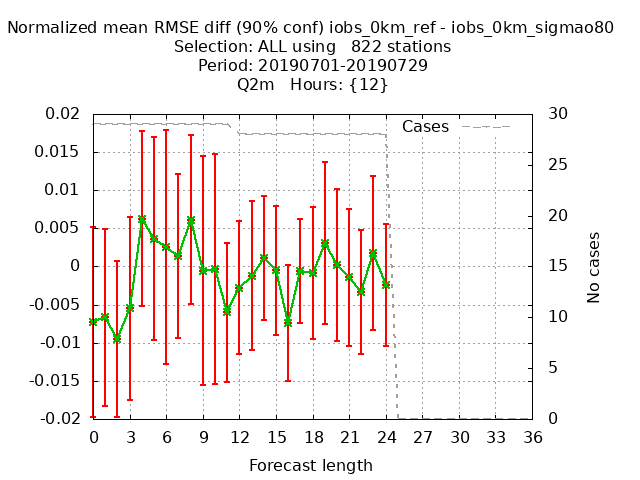 Normalized mean RMSE diff (90% conf) iobs_0km_ref - iobs_0km_sigmao80
Selection: ALL using   822 stations
Period: 20190701-20190729
Q2m   Hours: {12}
Cases
0.02
0.015
0.01
0.005
0
-0.005
-0.01
-0.015
-0.02
30
25
20
15
10
5
0
No cases
0 3 6 9 12 15 18 21 24 27 30 33 36
Forecast length